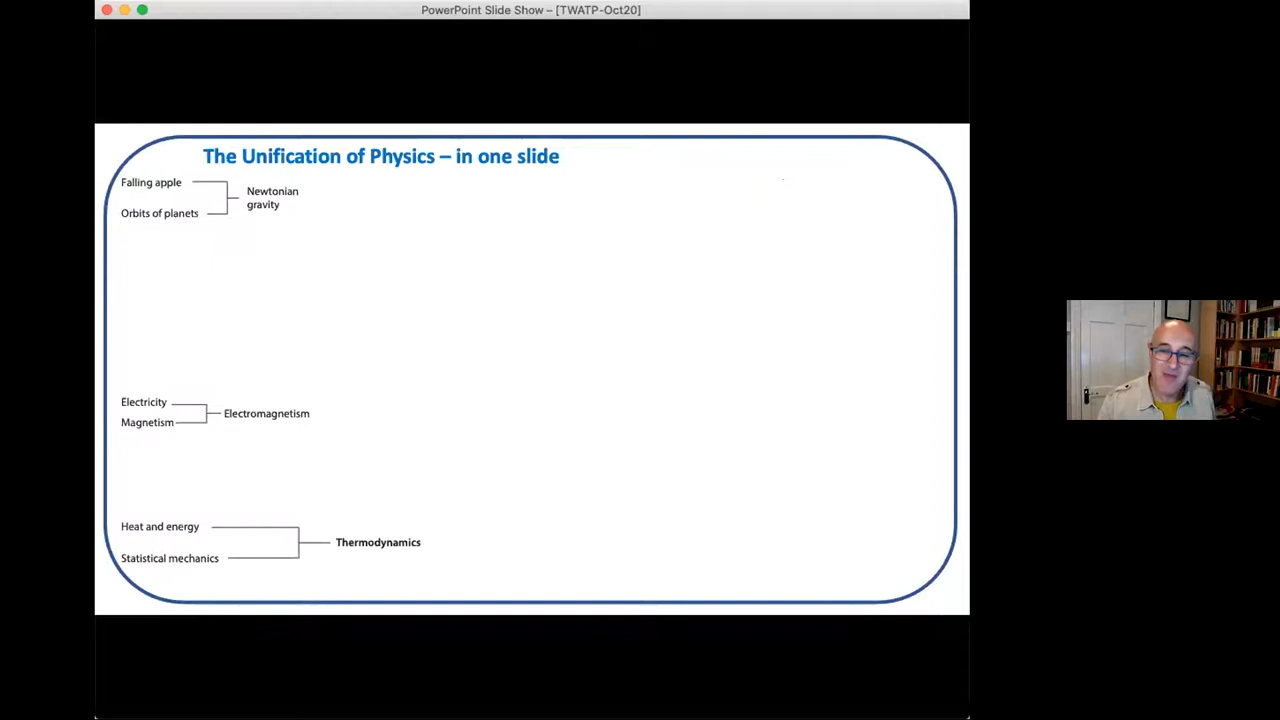 PowerPoint Slide Show – [TWATP-Oct20]
The Unification of Physics – in one slide
Falling apple
Newtonian
gravity
Orbits of planets
Electricity
Electromagnetism
Magnetism
Heat and energy
Thermodynamics
Statistical mechanics